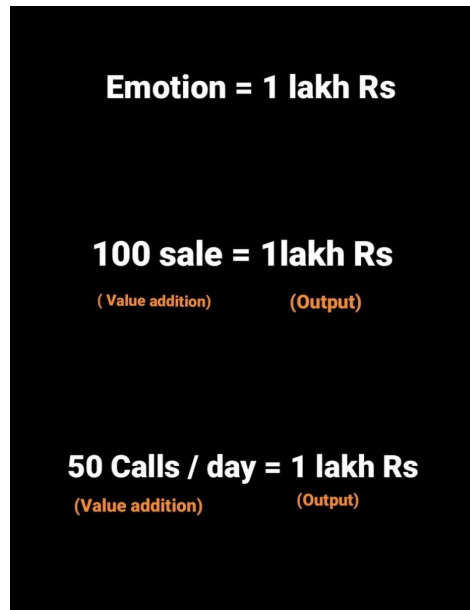 Emotion = 1 lakh Rs
100 sale = 1lakh Rs
( Value addition) (Output)
50 Calls / day = 1 lakh Rs
(Value addition) (Output)